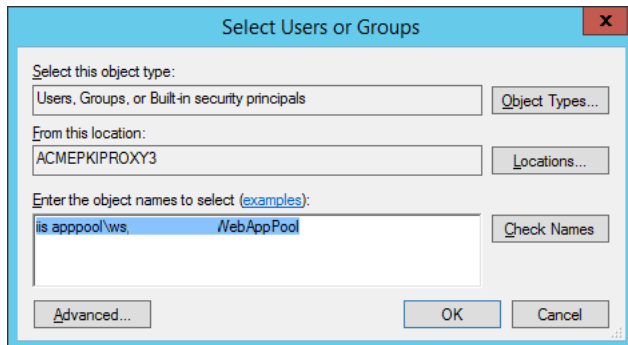 Select Users or Groups
x
Select this object type:
Users, Groups, or Built-in security principals
Object Types...
From this location:
ACMEPKIPROXY3
Locations...
Enter the object names to select (examples):
iis apppool\ws, WebAppPool
Check Names
Advanced...
OK
Cancel